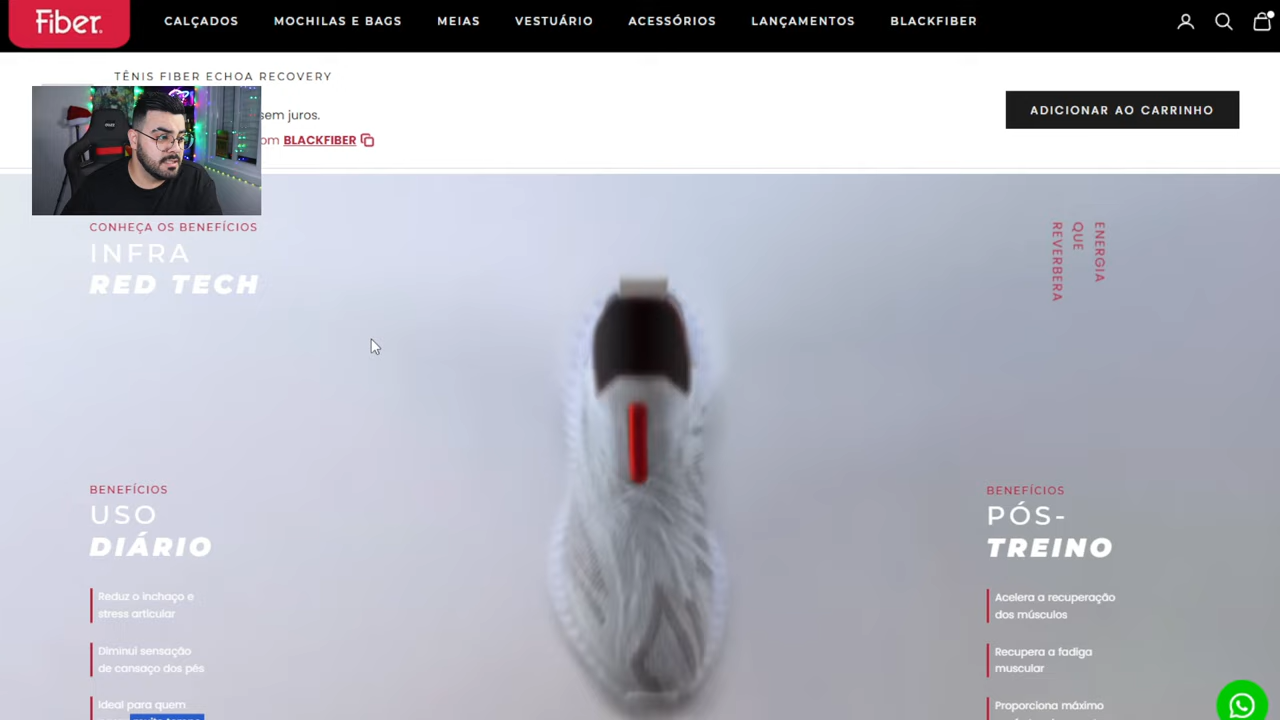 Fiber.
CALÇADOS
MOCHILAS E BAGS
MEIAS
VESTUÁRIO
ACESSÓRIOS
LANÇAMENTOS
BLACKFIBER
TÊNIS FIBER ECHOA RECOVERY
sem juros.
om BLACKFIBER
ADICIONAR AO CARRINHO
CONHEÇA OS BENEFÍCIOS
INFRA
RED TECH
ENERGIA
QUE
REVERBERA
BENEFÍCIOS
USO
DIÁRIO
Reduz o inchaço e
stress articular
Diminui sensação
de cansaço dos pés
Ideal para quem
BENEFÍCIOS
PÓS-
TREINO
Acelera a recuperação
dos músculos
Recupera a fadiga
muscular
Proporciona máximo